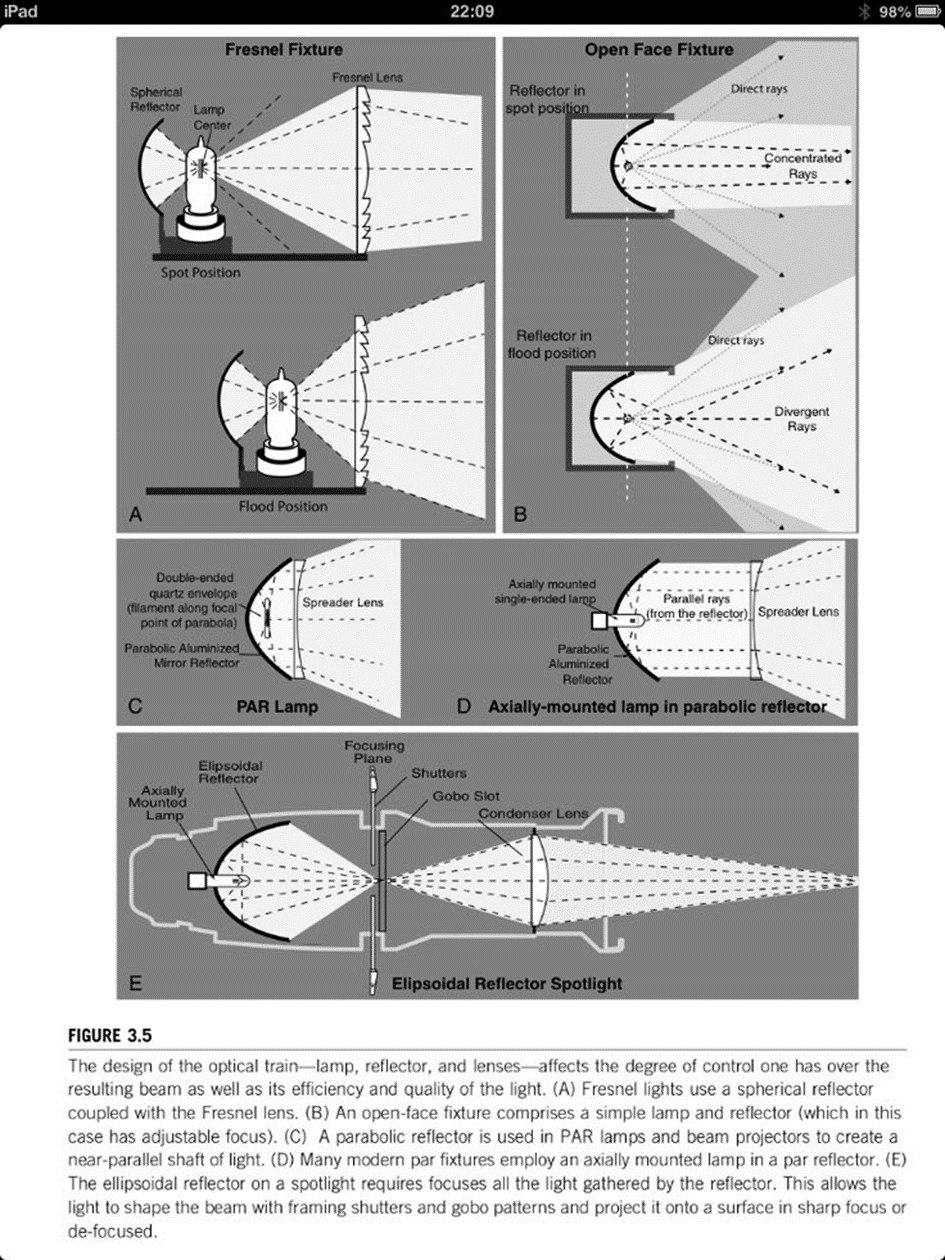 iPad 22:09 98%
Fresnel Fixture
Fresnel Lens
Spherical
Reflector
Lamp
Center
Spot Position
Flood Position
A
Open Face Fixture
Reflector in
spot position
Direct rays
Concentrated
Rays
Reflector in
flood position
Direct rays
Divergent
Rays
B
Double-ended
quartz envelope
(filament along focal
point of parabola)
Parabolic Aluminized
Mirror Reflector
Spreader Lens
C PAR Lamp
Axially mounted
single-ended lamp
Parallel rays
(from the reflector)
Spreader Lens
Parabolic
Aluminized
Reflector
D Axially-mounted lamp in parabolic reflector
Focusing
Plane
Elipsoidal
Reflector
Shutters
Axially
Mounted
Lamp
Gobo Slot
Condenser Lens
E Elipsoidal Reflector Spotlight
FIGURE 3.5
The design of the optical train—lamp, reflector, and lenses—affects the degree of control one has over the
resulting beam as well as its efficiency and quality of the light. (A) Fresnel lights use a spherical reflector
coupled with the Fresnel lens. (B) An open-face fixture comprises a simple lamp and reflector (which in this
case has adjustable focus). (C) A parabolic reflector is used in PAR lamps and beam projectors to create a
near-parallel shaft of light. (D) Many modern par fixtures employ an axially mounted lamp in a par reflector. (E)
The ellipsoidal reflector on a spotlight requires focuses all the light gathered by the reflector. This allows the
light to shape the beam with framing shutters and gobo patterns and project it onto a surface in sharp focus or
de-focused.